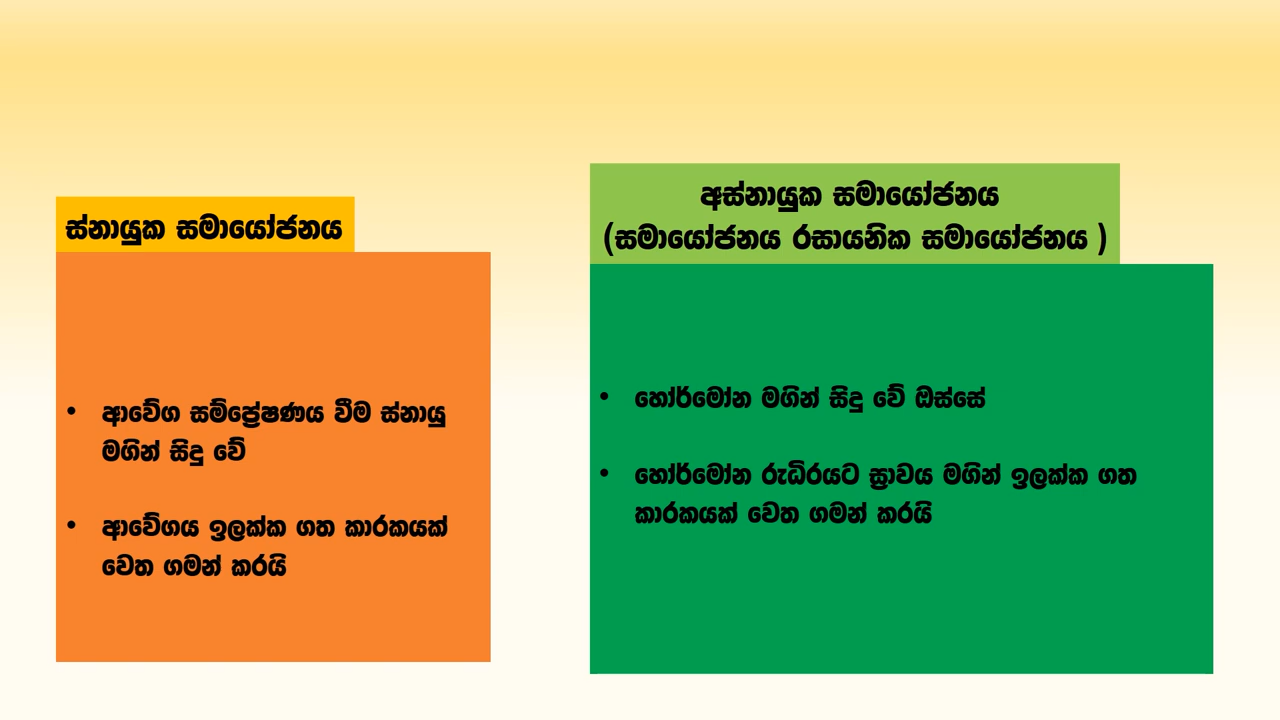 ස්නායුක සමායෝජනය
• ආවේග සම්ප්‍රේෂණය වීම ස්නායු
මගින් සිදු වේ
• ආවේගය ඉලක්ක ගත කාරකයක්
වෙත ගමන් කරයි
අස්නායුක සමායෝජනය
(සමායෝජනය රසායනික සමායෝජනය )
• හෝර්මෝන මගින් සිදු වේ ඔස්සේ
• හෝර්මෝන රුධිරයට ස්‍රාවය මගින් ඉලක්ක ගත
කාරකයක් වෙත ගමන් කරයි